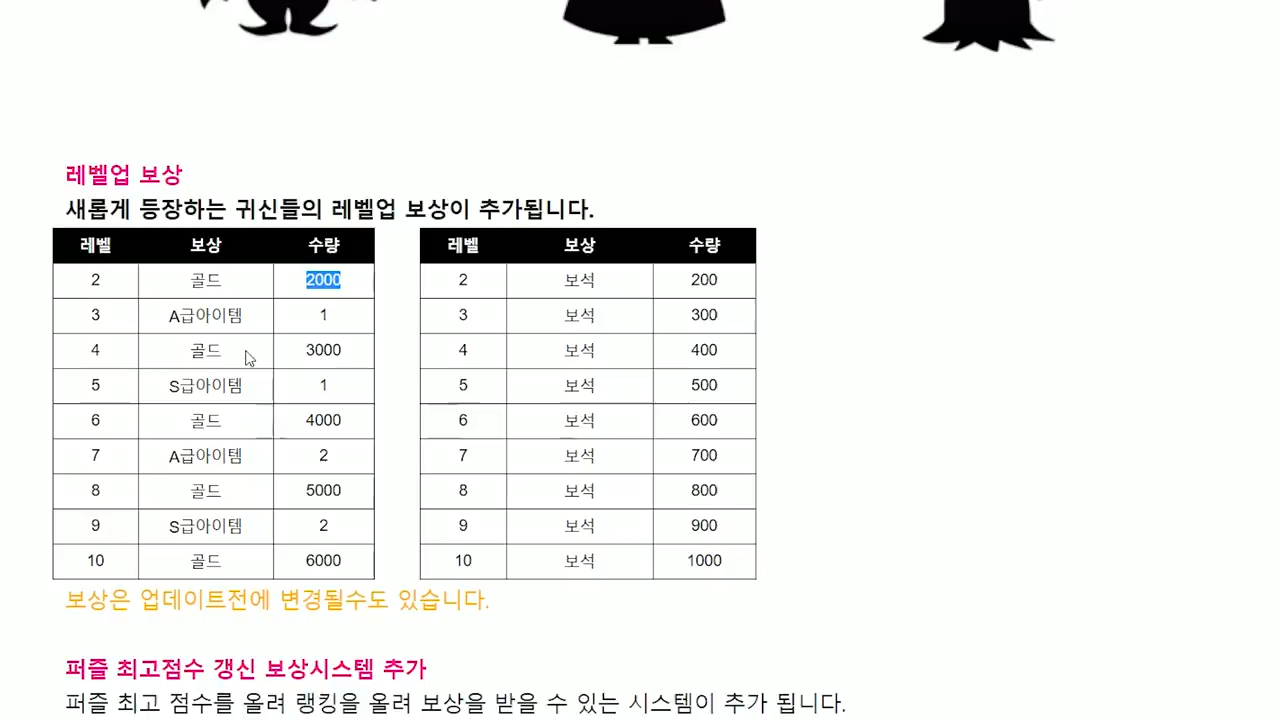 레벨업 보상
새롭게 등장하는 귀신들의 레벨업 보상이 추가됩니다.
레벨 보상 수량
2 골드 2000
3 A급아이템 1
4 골드 3000
5 S급아이템 1
6 골드 4000
7 A급아이템 2
8 골드 5000
9 S급아이템 2
10 골드 6000
레벨 보상 수량
2 보석 200
3 보석 300
4 보석 400
5 보석 500
6 보석 600
7 보석 700
8 보석 800
9 보석 900
10 보석 1000
보상은 업데이트전에 변경될수도 있습니다.
퍼즐 최고점수 갱신 보상시스템 추가
퍼즐 최고 점수를 올려 랭킹을 올려 보상을 받을 수 있는 시스템이 추가 됩니다.